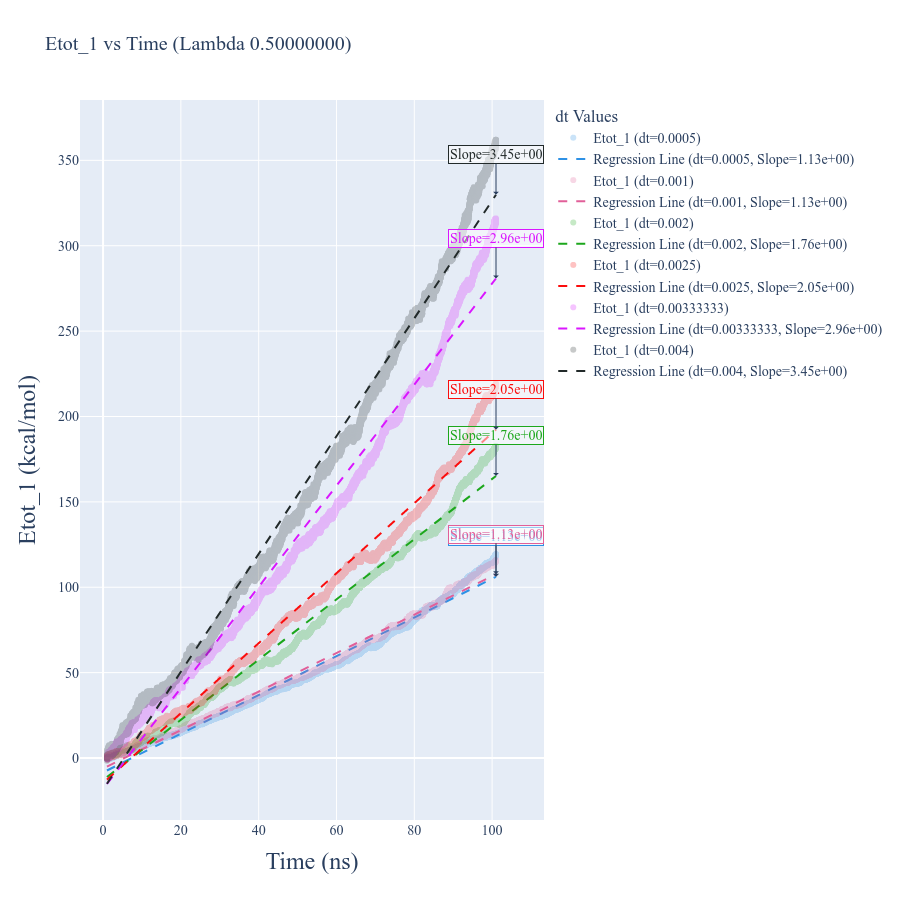 Etot_1 vs Time (Lambda 0.50000000)
dt Values
Etot_1 (dt=0.0005)
Regression Line (dt=0.0005, Slope=1.13e+00)
Etot_1 (dt=0.001)
Regression Line (dt=0.001, Slope=1.13e+00)
Etot_1 (dt=0.002)
Regression Line (dt=0.002, Slope=1.76e+00)
Etot_1 (dt=0.0025)
Regression Line (dt=0.0025, Slope=2.05e+00)
Etot_1 (dt=0.00333333)
Regression Line (dt=0.00333333, Slope=2.96e+00)
Etot_1 (dt=0.004)
Regression Line (dt=0.004, Slope=3.45e+00)
Slope=3.45e+00
Slope=2.96e+00
Slope=2.05e+00
Slope=1.76e+00
Slope=1.13e+00
350
300
250
200
150
100
50
0
Etot_1 (kcal/mol)
0 20 40 60 80 100
Time (ns)